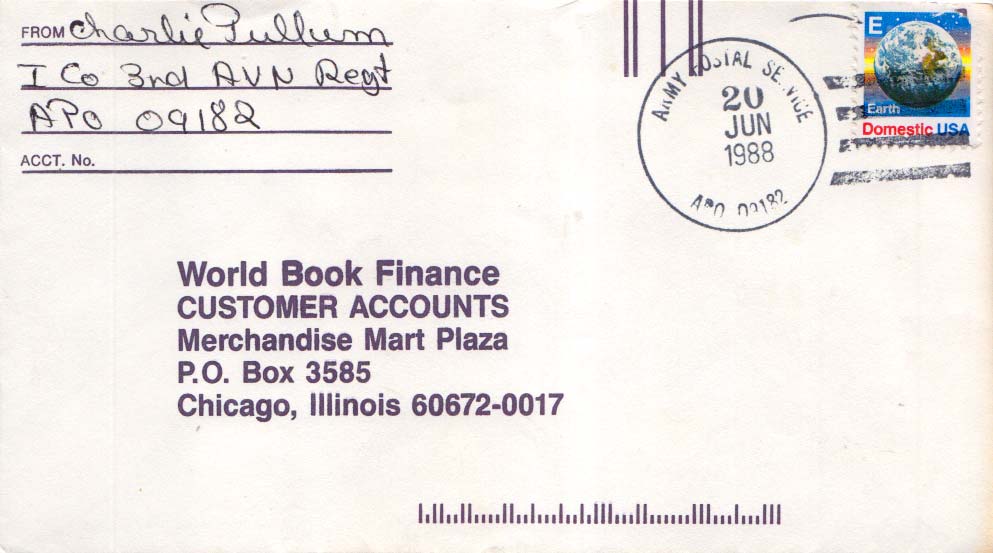 FROM Charlie Pullum
I Co 3rd AVN Regt
APO 09182
ACCT. No.
ARMY POSTAL SERVICE
20
JUN
1988
APO 09182
E
Earth
Domestic USA
World Book Finance
CUSTOMER ACCOUNTS
Merchandise Mart Plaza
P.O. Box 3585
Chicago, Illinois 60672-0017